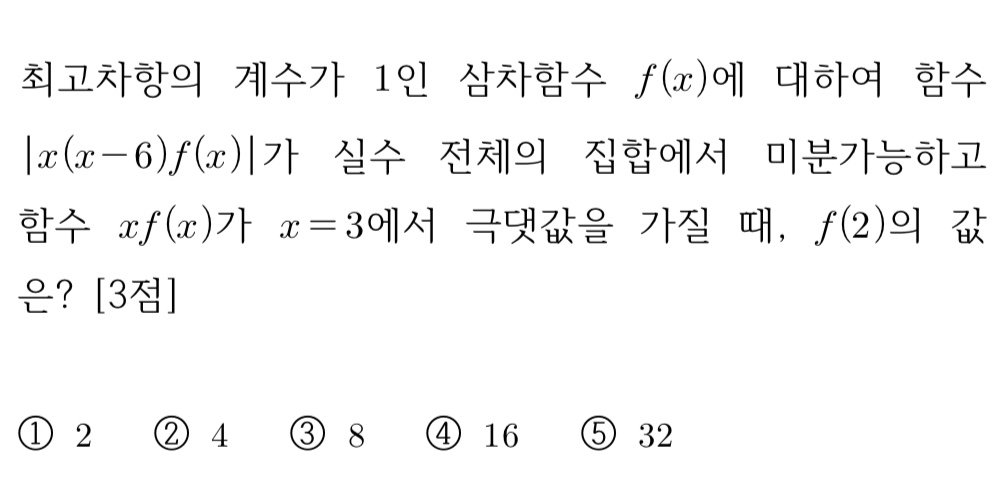 최고차항의 계수가 1인 삼차함수 f(x)에 대하여 함수
|x(x−6)f(x)|가 실수 전체의 집합에서 미분가능하고
함수 xf(x)가 x=3에서 극댓값을 가질 때, f(2)의 값
은? [3점]
① 2 ② 4 ③ 8 ④ 16 ⑤ 32